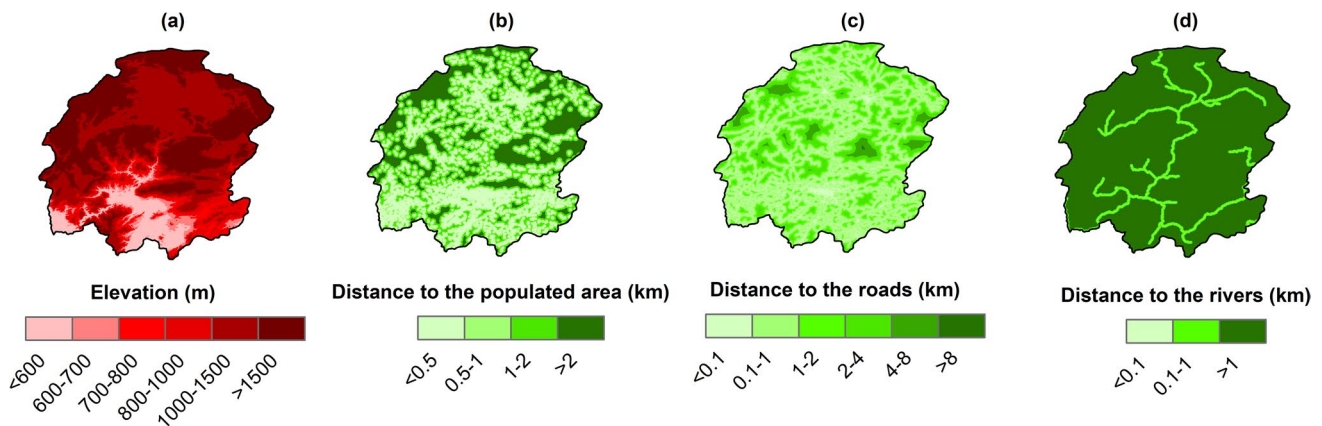 (a) (b) (c) (d)
Elevation (m)
<600 600-700 700-800 800-1000 1000-1500 >1500
Distance to the populated area (km)
<0.5 0.5-1 1-2 >2
Distance to the roads (km)
<0.1 0.1-1 1-2 2-4 4-8 >8
Distance to the rivers (km)
<0.1 0.1-1 >1